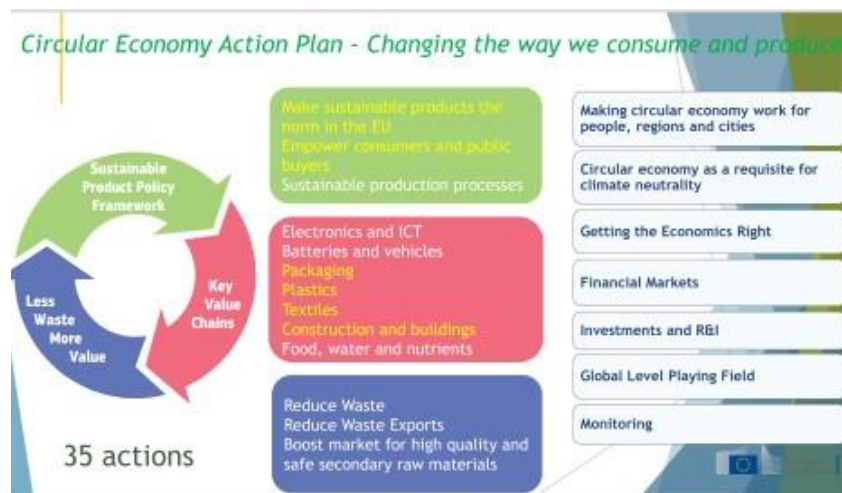 Circular Economy Action Plan - Changing the way we consume and produce
Sustainable
Product Policy
Framework
Key
Value
Chains
Less
Waste
More
Value
35 actions
Make sustainable products the
norm in the EU
Empower consumers and public
buyers
Sustainable production processes
Electronics and ICT
Batteries and vehicles
Packaging
Plastics
Textiles
Construction and buildings
Food, water and nutrients
Reduce Waste
Reduce Waste Exports
Boost market for high quality and
safe secondary raw materials
Making circular economy work for
people, regions and cities
Circular economy as a requisite for
climate neutrality
Getting the Economics Right
Financial Markets
Investments and R&I
Global Level Playing Field
Monitoring